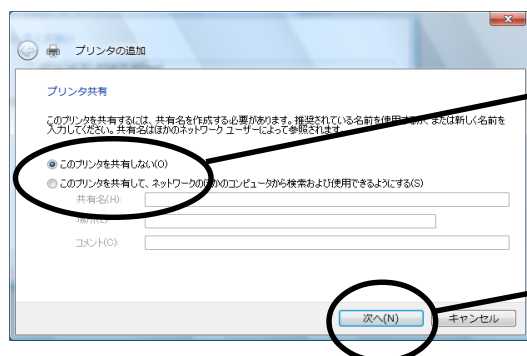 プリンタの追加
プリンタ共有
このプリンタを共有するには、共有名を作成する必要があります。推奨されている名前を使用するか、または新しく名前を
入力してください。共有名はほかのネットワーク ユーザーによって参照されます。
このプリンタを共有しない(O)
このプリンタを共有して、ネットワークのほかのコンピュータから検索および使用できるようにする(S)
共有名(H):
場所(L):
コメント(C):
次へ(N)
キャンセル